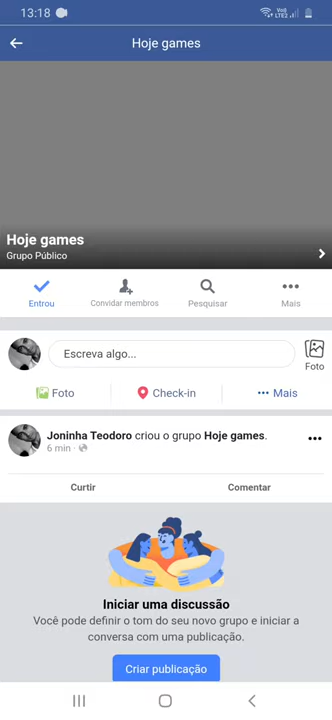 13:18
Vo))
LTE2
Hoje games
Hoje games
Grupo Público
Entrou
Convidar membros
Pesquisar
Mais
Escreva algo...
Foto
Foto
Check-in
Mais
Joninha Teodoro criou o grupo Hoje games.
6 min ·
Curtir
Comentar
Iniciar uma discussão
Você pode definir o tom do seu novo grupo e iniciar a
conversa com uma publicação.
Criar publicação